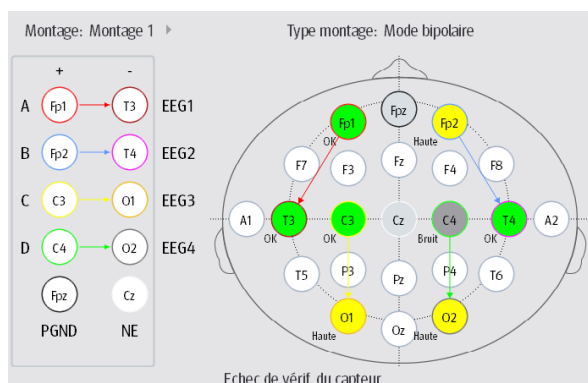 Montage: Montage 1
Type montage: Mode bipolaire
+ -
A Fp1 T3 EEG1
B Fp2 T4 EEG2
C C3 O1 EEG3
D C4 O2 EEG4
Fpz Cz
PGND NE
Fpz
Fp1 Fp2
OK Haute
F7 F3 Fz F4 F8
A1 T3 C3 Cz C4 T4 A2
OK OK Bruit OK
T5 P3 Pz P4 T6
O1 Oz O2
Haute Haute
Echec de vérif. du capteur